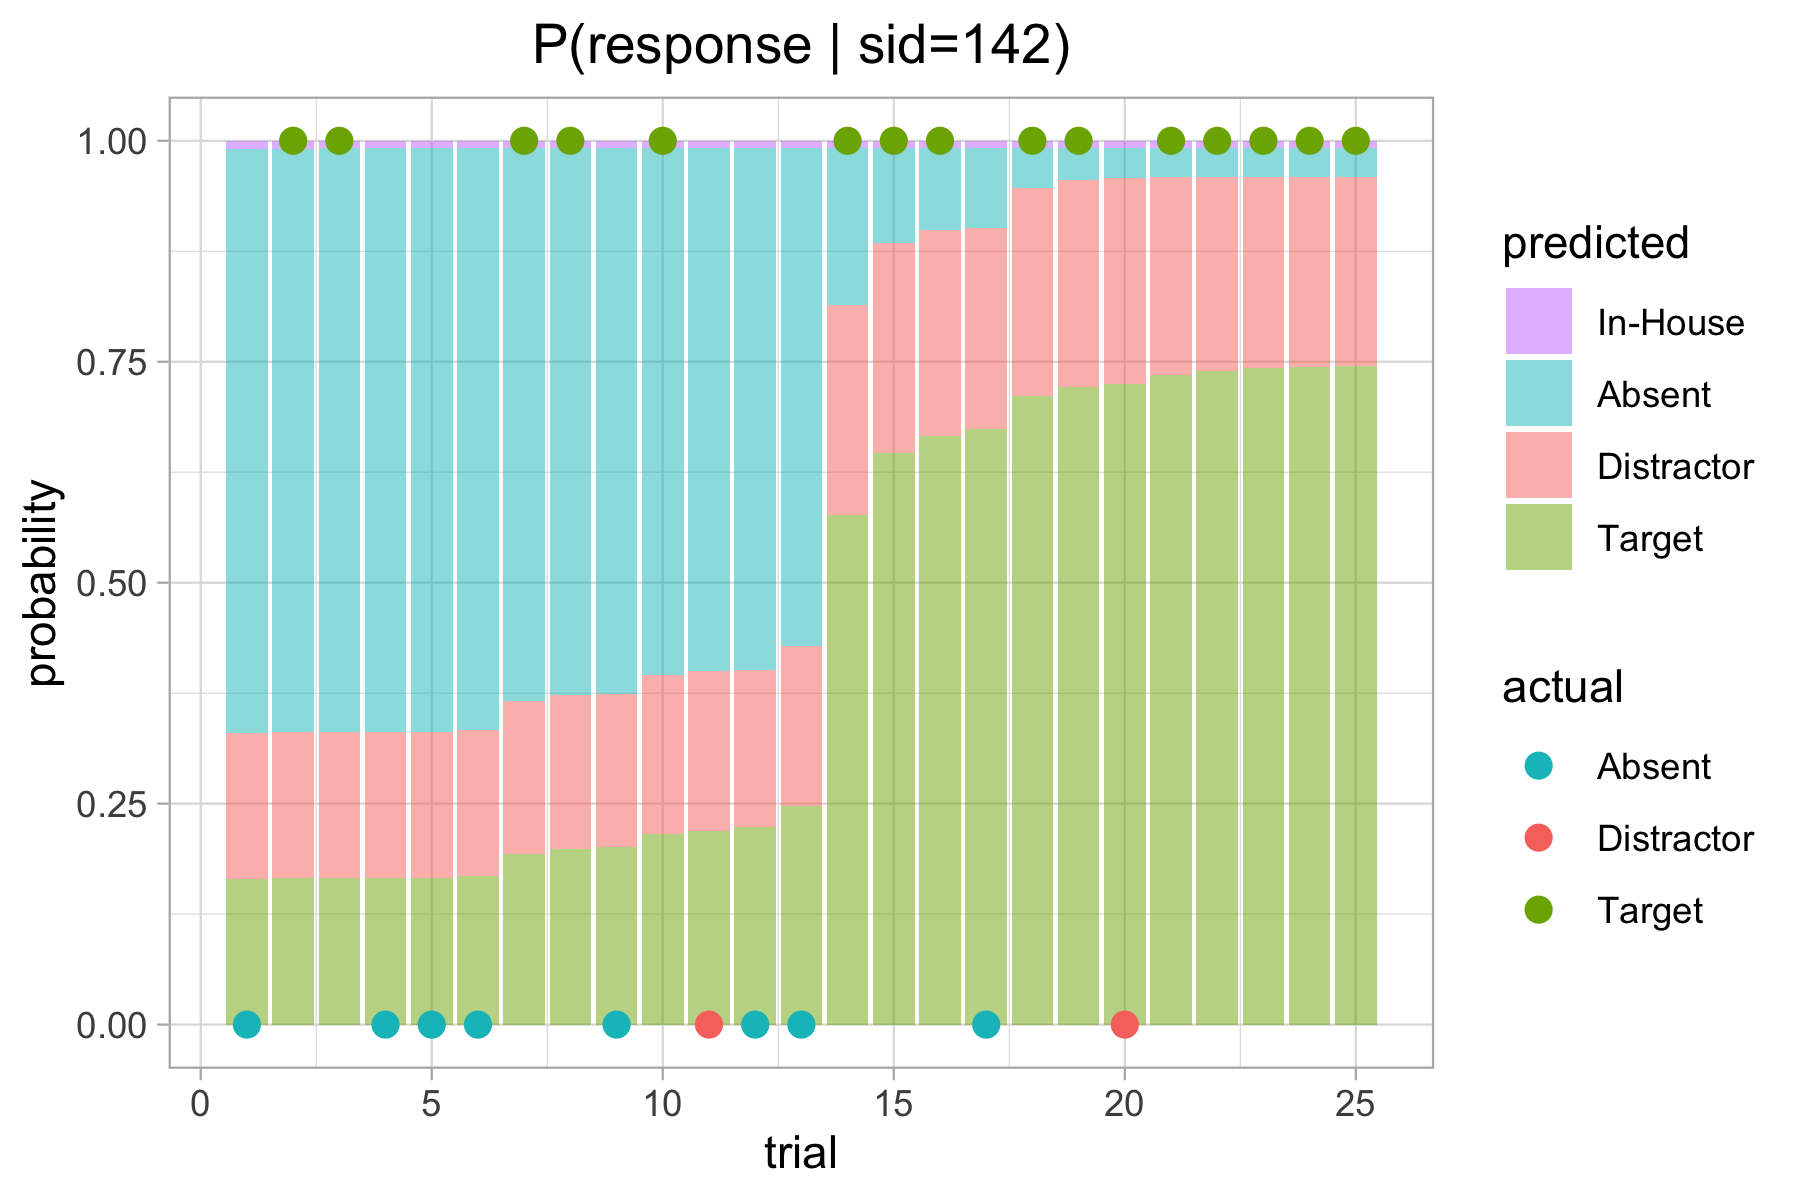 P(response | sid=142)
1.00
0.75
0.50
0.25
0.00
probability
0 5 10 15 20 25
trial
predicted
In-House
Absent
Distractor
Target
actual
Absent
Distractor
Target